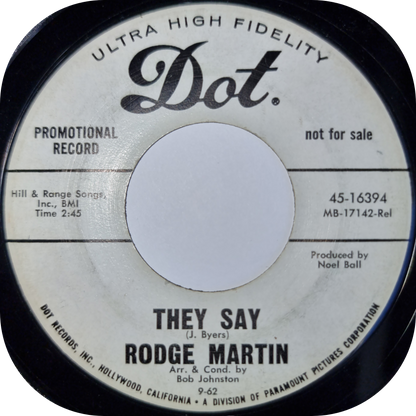 ULTRA HIGH FIDELITY
Dot.
PROMOTIONAL
RECORD
not for sale
Hill & Range Songs,
Inc., BMI
Time 2:45
45-16394
MB-17142-Rel
Produced by
Noel Ball
THEY SAY
(J. Byers)
RODGE MARTIN
Arr. & Cond. by
Bob Johnston
9-62
DOT RECORDS, INC., HOLLYWOOD, CALIFORNIA • A DIVISION OF PARAMOUNT PICTURES CORPORATION